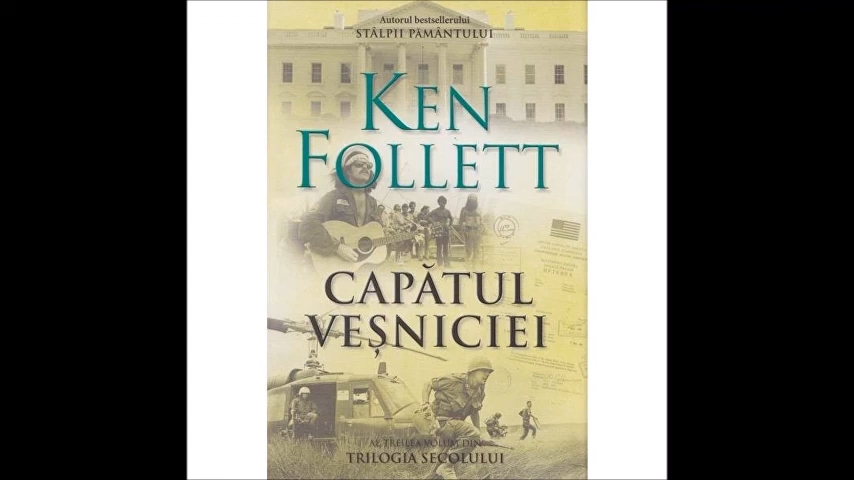 Autorul bestsellerului
STÂLPII PĂMÂNTULUI
KEN
FOLLETT
CAPĂTUL
VEȘNICIEI
AL TREILEA VOLUM DIN
TRILOGIA SECOLULUI